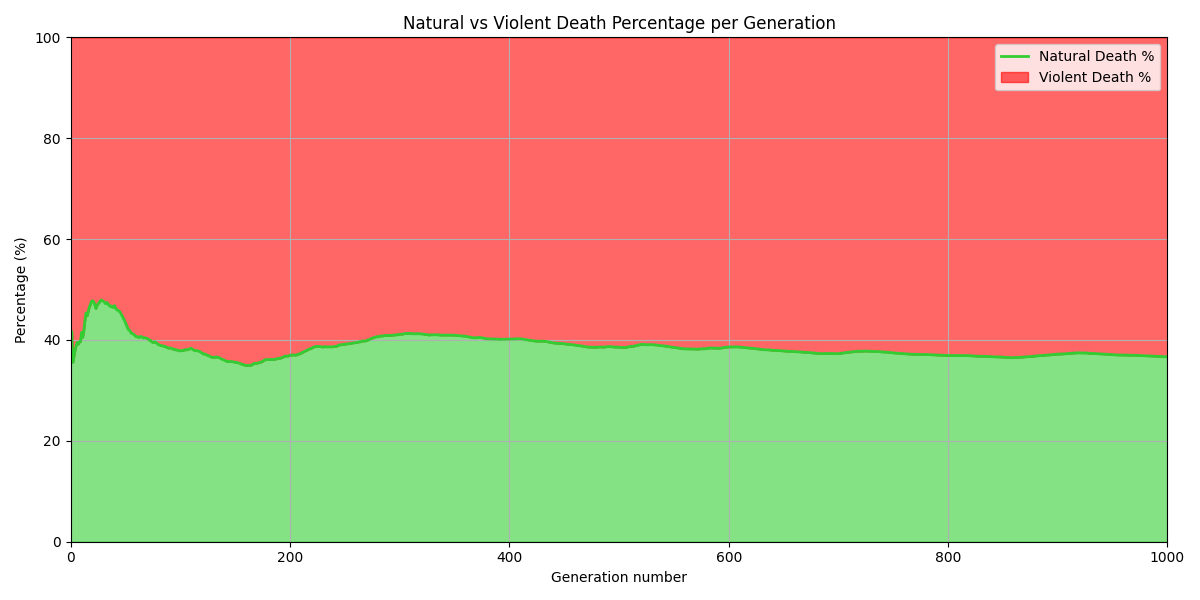 Natural vs Violent Death Percentage per Generation
Natural Death %
Violent Death %
Percentage (%)
100
80
60
40
20
0
0 200 400 600 800 1000
Generation number